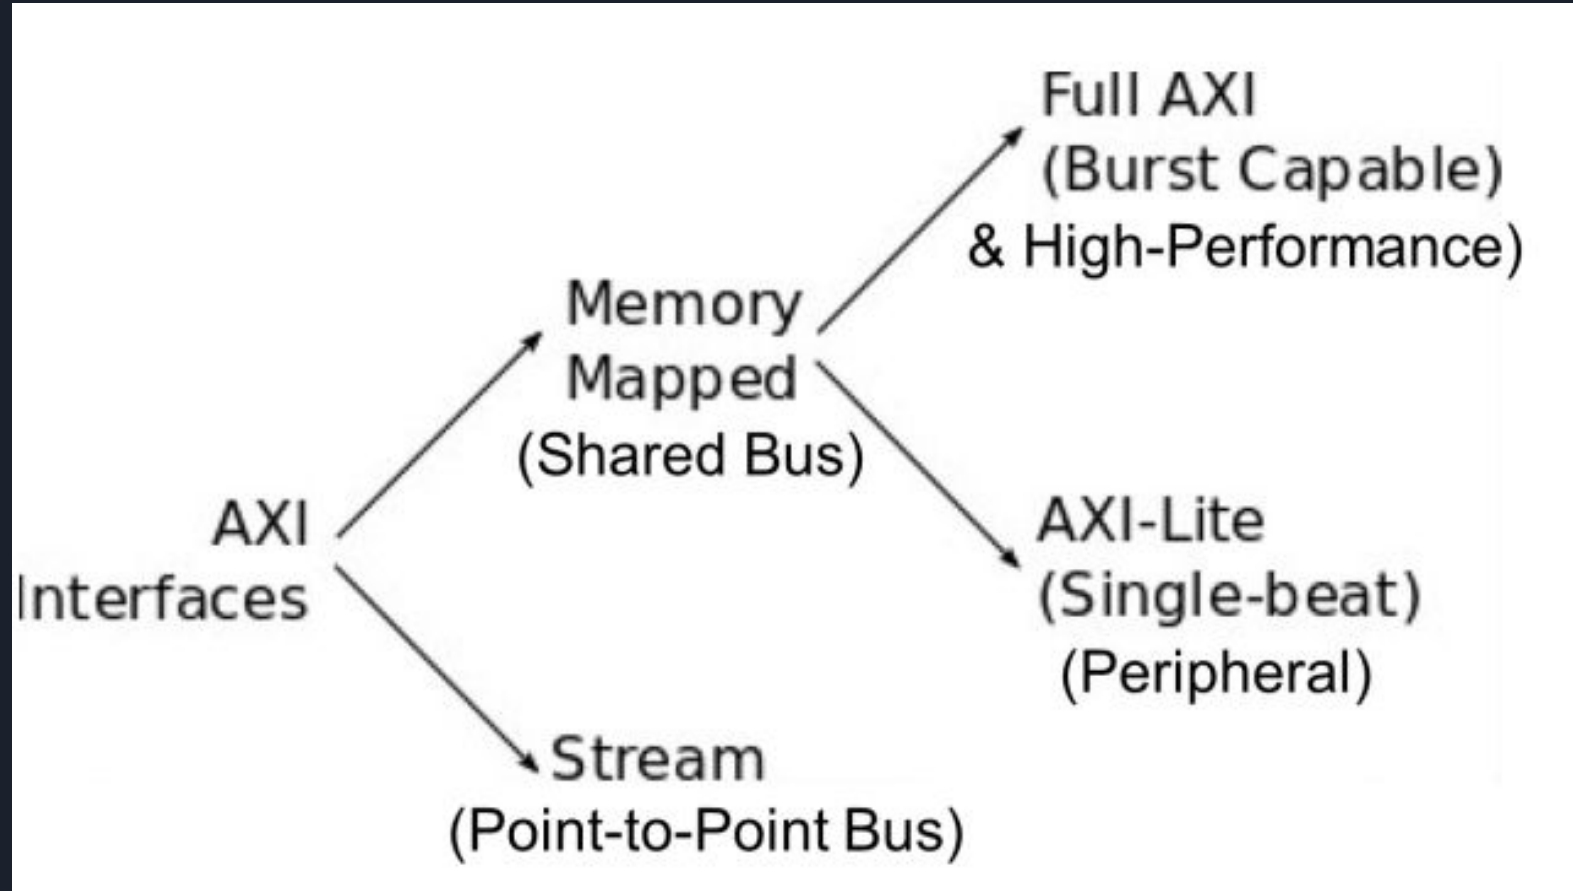 Full AXI
(Burst Capable)
& High-Performance)
Memory
Mapped
(Shared Bus)
AXI
Interfaces
AXI-Lite
(Single-beat)
(Peripheral)
Stream
(Point-to-Point Bus)